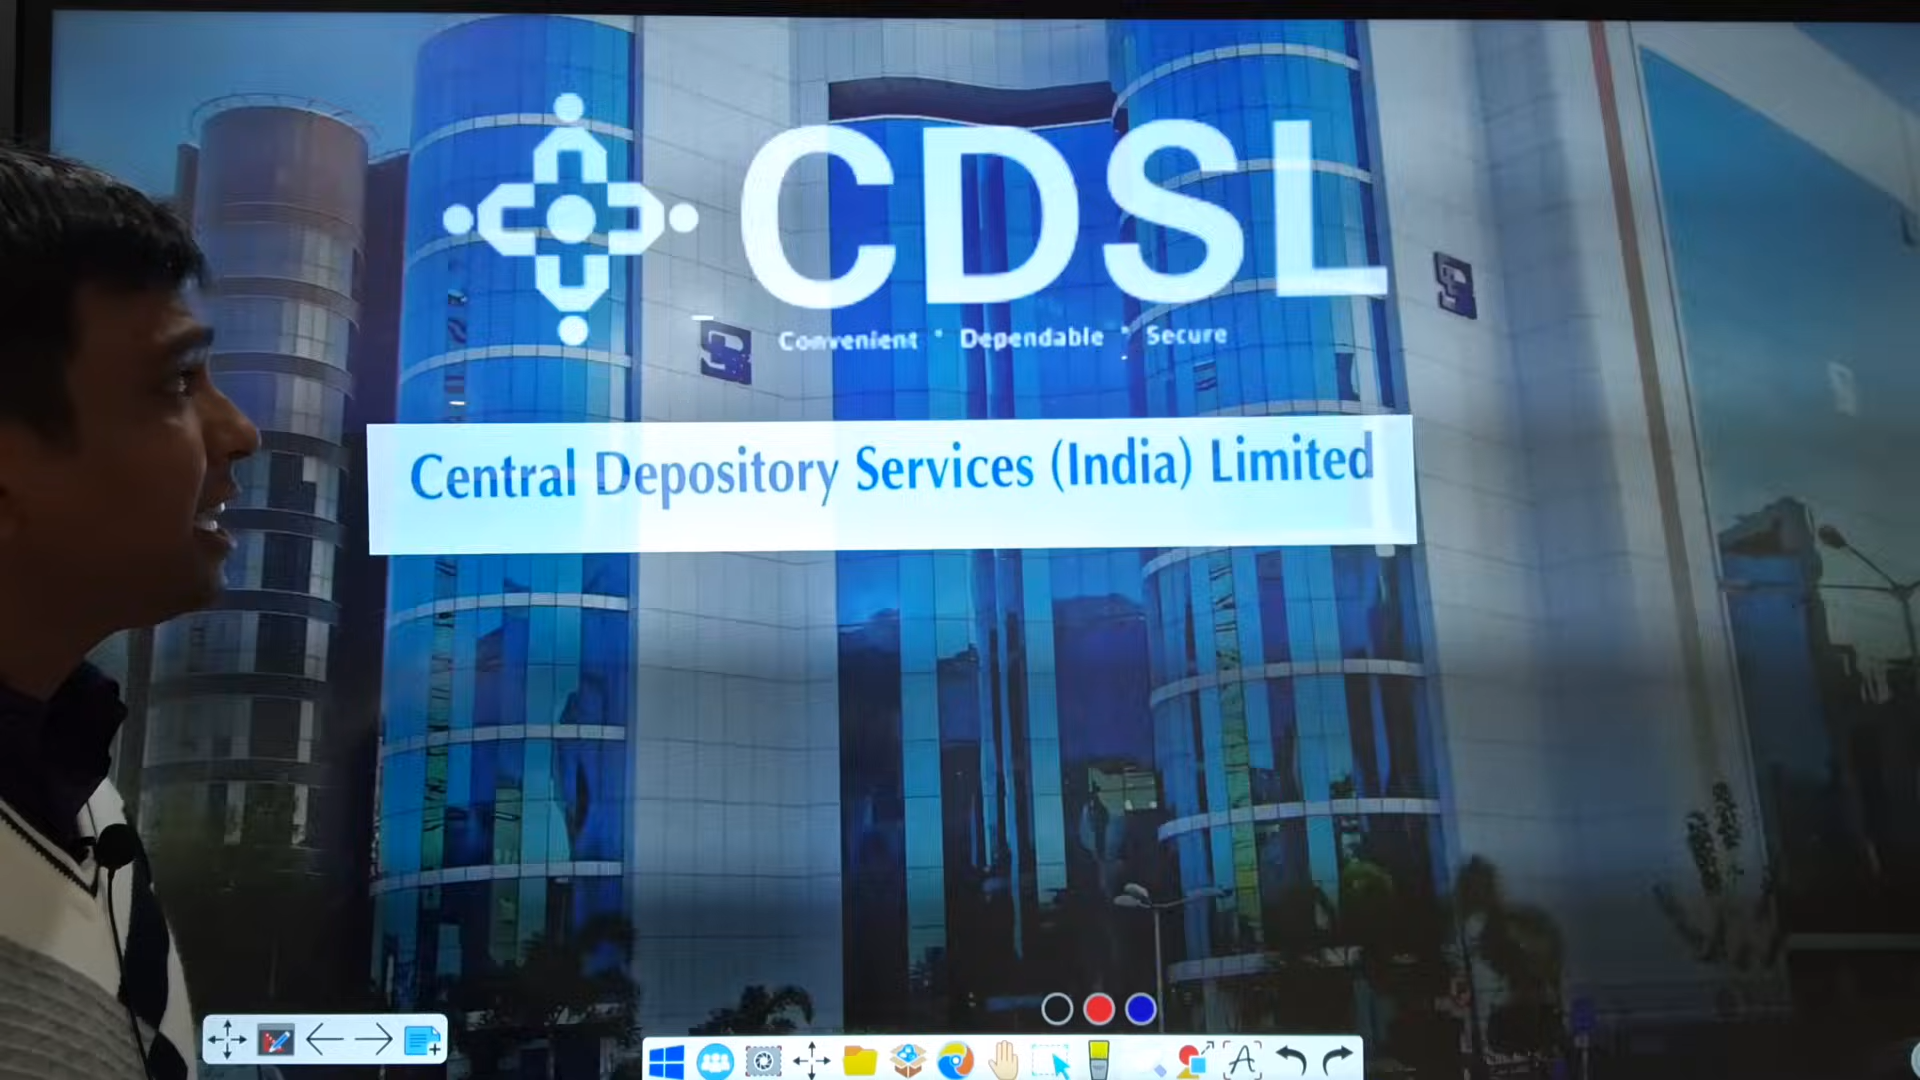 CDSL
Convenient * Dependable * Secure
Central Depository Services (India) Limited
A